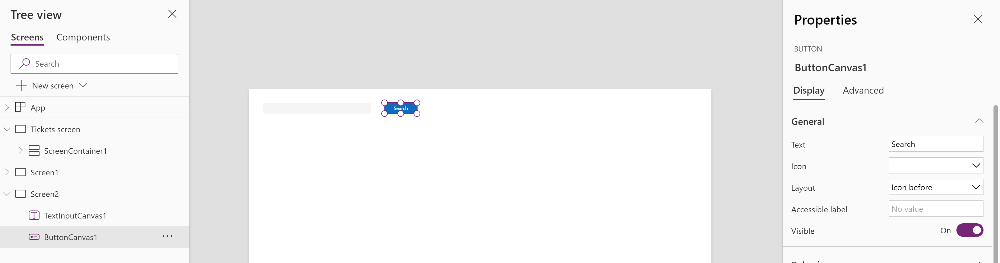 Tree view
Screens Components
Search
New screen
App
Tickets screen
ScreenContainer1
Screen1
Screen2
TextInputCanvas1
ButtonCanvas1 ...
Search
Properties
BUTTON
ButtonCanvas1
Display Advanced
General
Text Search
Icon
Layout Icon before
Accessible label No value
Visible On